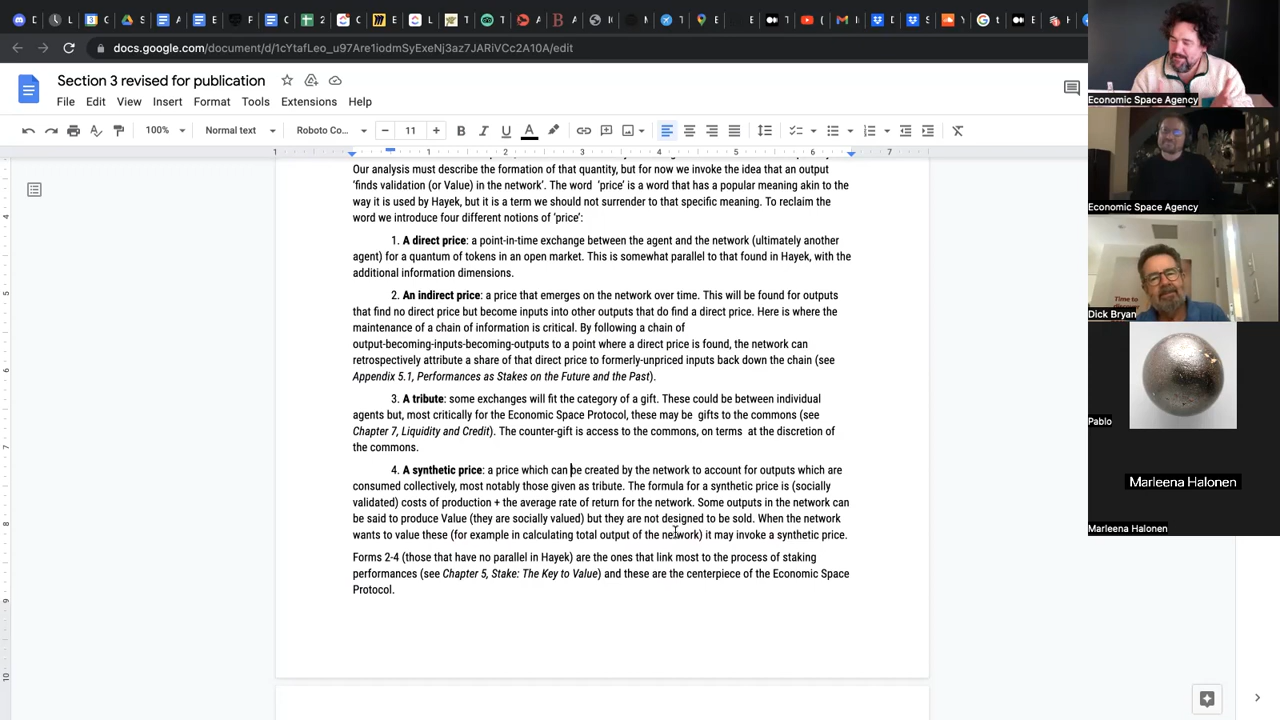 docs.google.com/document/d/1cYtafLeo_u97Are1iodmSyExeNj3az7JARiVCc2A10A/edit
Section 3 revised for publication
File Edit View Insert Format Tools Extensions Help
100% Normal text Roboto Co... 11
1 1 2 3 4 5 6 7
Our analysis must describe the formation of that quantity, but for now we invoke the idea that an output
'finds validation (or Value) in the network'. The word 'price' is a word that has a popular meaning akin to the
way it is used by Hayek, but it is a term we should not surrender to that specific meaning. To reclaim the
word we introduce four different notions of 'price':
1. A direct price: a point-in-time exchange between the agent and the network (ultimately another
agent) for a quantum of tokens in an open market. This is somewhat parallel to that found in Hayek, with the
additional information dimensions.
2. An indirect price: a price that emerges on the network over time. This will be found for outputs
that find no direct price but become inputs into other outputs that do find a direct price. Here is where the
maintenance of a chain of information is critical. By following a chain of
output-becoming-inputs-becoming-outputs to a point where a direct price is found, the network can
retrospectively attribute a share of that direct price to formerly-unpriced inputs back down the chain (see
Appendix 5.1, Performances as Stakes on the Future and the Past).
3. A tribute: some exchanges will fit the category of a gift. These could be between individual
agents but, most critically for the Economic Space Protocol, these may be gifts to the commons (see
Chapter 7, Liquidity and Credit). The counter-gift is access to the commons, on terms at the discretion of
the commons.
4. A synthetic price: a price which can be created by the network to account for outputs which are
consumed collectively, most notably those given as tribute. The formula for a synthetic price is (socially
validated) costs of production + the average rate of return for the network. Some outputs in the network can
be said to produce Value (they are socially valued) but they are not designed to be sold. When the network
wants to value these (for example in calculating total output of the network) it may invoke a synthetic price.
Forms 2-4 (those that have no parallel in Hayek) are the ones that link most to the process of staking
performances (see Chapter 5, Stake: The Key to Value) and these are the centerpiece of the Economic Space
Protocol.
Economic Space Agency
Economic Space Agency
Time to
Dick Bryan
Pablo
Marleena Halonen
Marleena Halonen